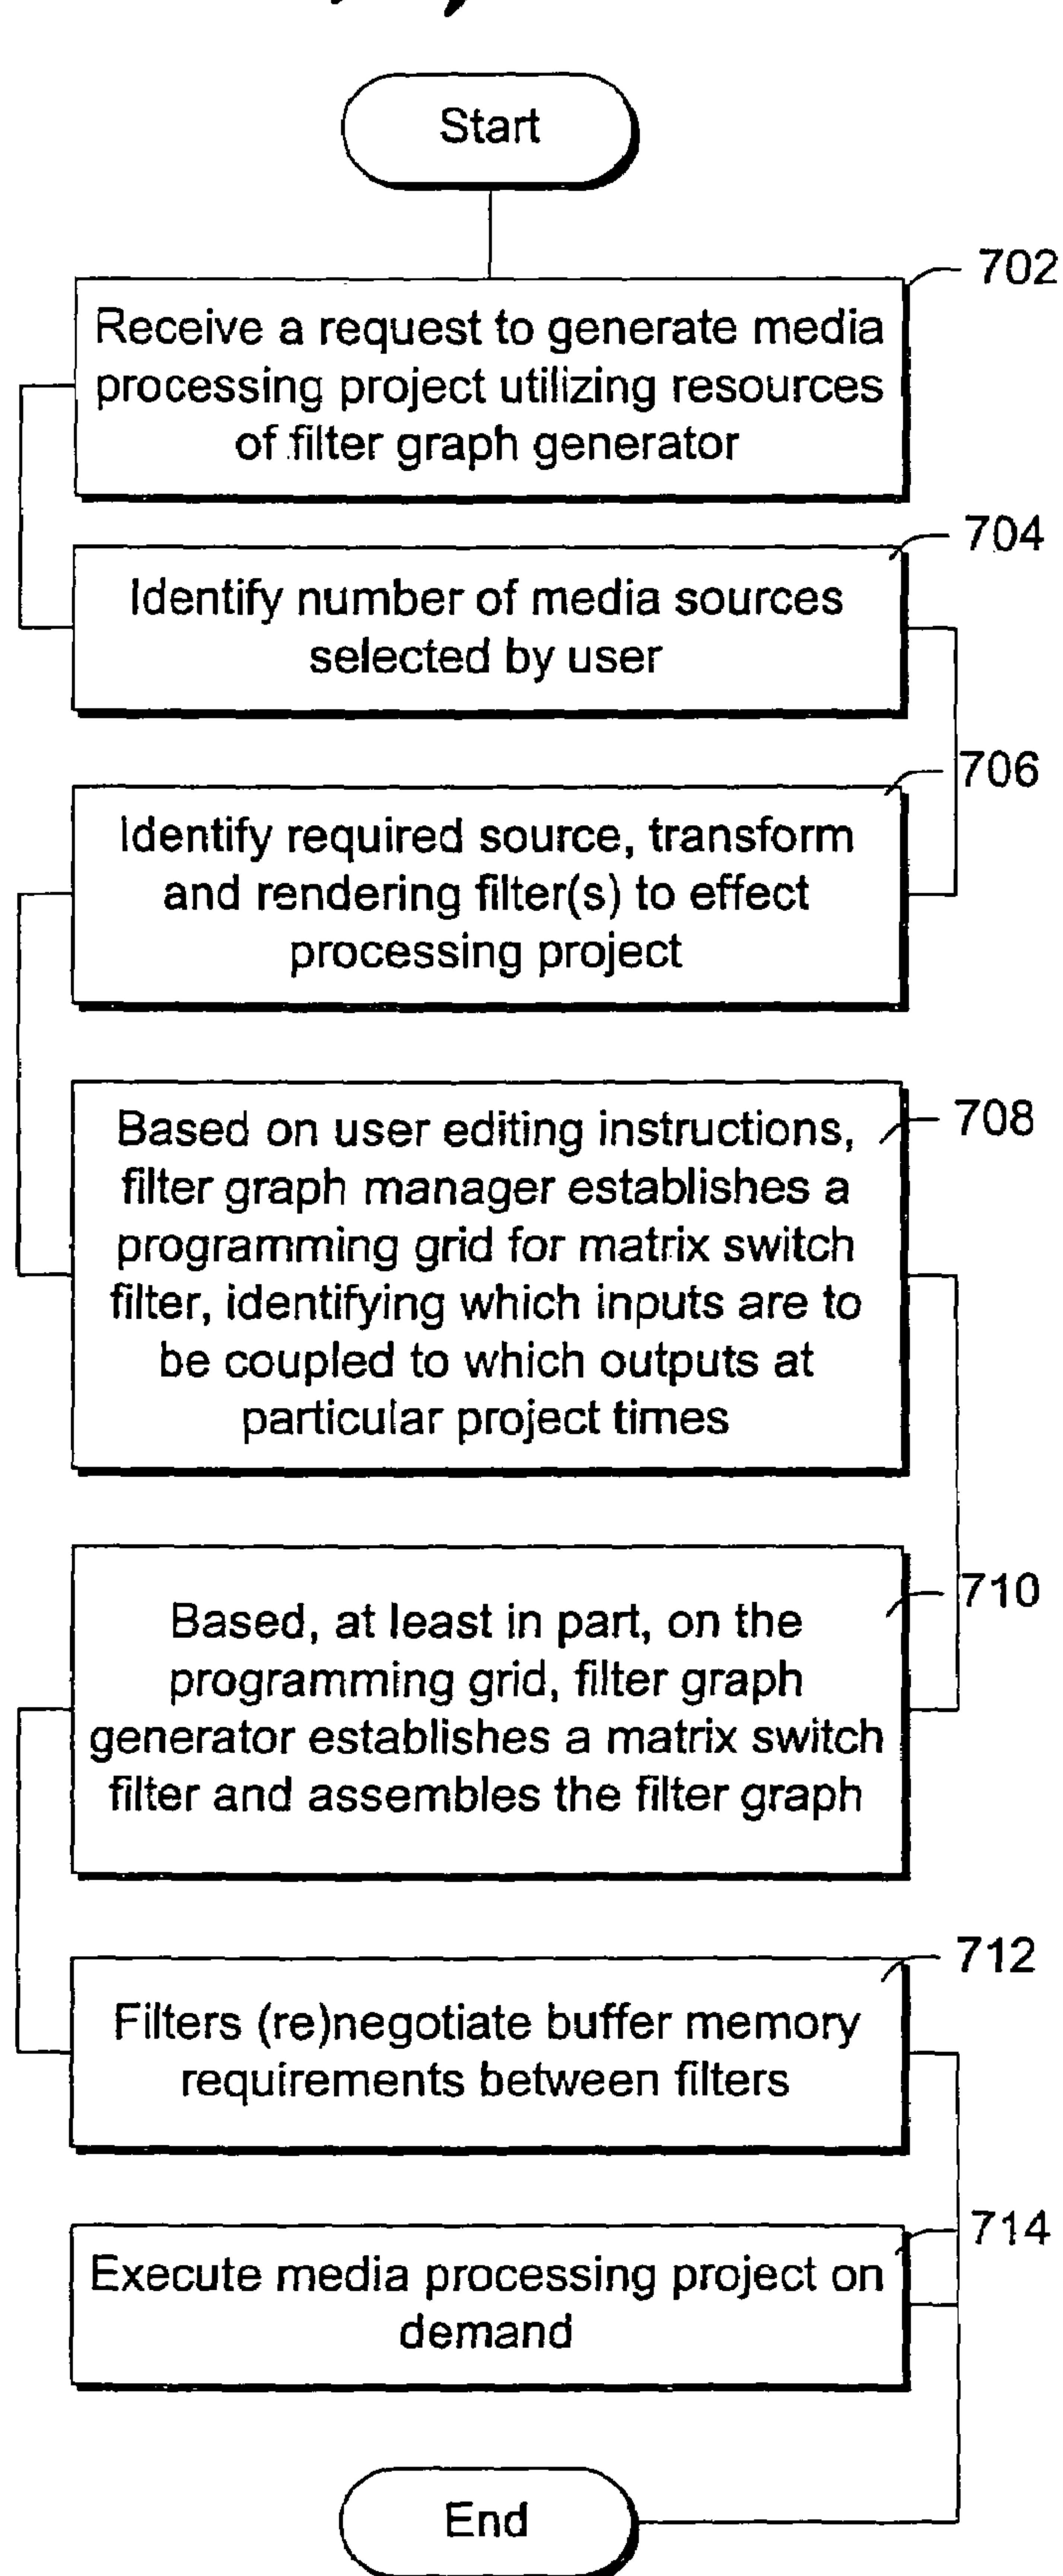 Start
702
Receive a request to generate media
processing project utilizing resources
of filter graph generator
704
Identify number of media sources
selected by user
706
Identify required source, transform
and rendering filter(s) to effect
processing project
708
Based on user editing instructions,
filter graph manager establishes a
programming grid for matrix switch
filter, identifying which inputs are to
be coupled to which outputs at
particular project times
710
Based, at least in part, on the
programming grid, filter graph
generator establishes a matrix switch
filter and assembles the filter graph
712
Filters (re)negotiate buffer memory
requirements between filters
714
Execute media processing project on
demand
End